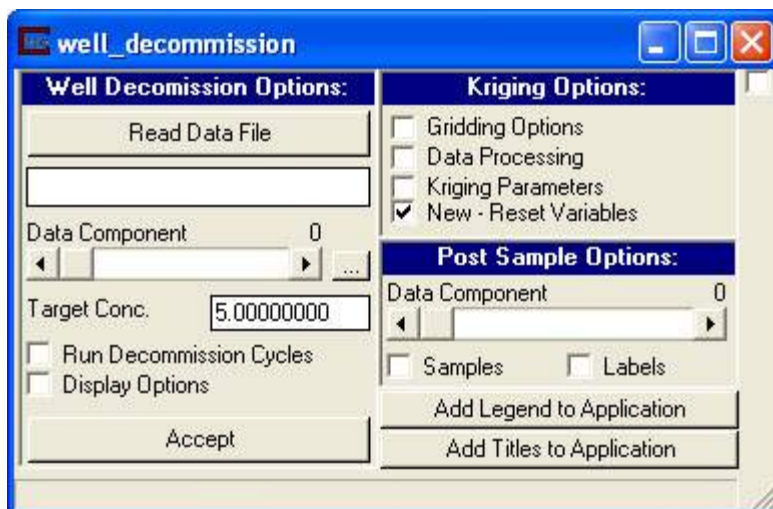 well_decommission
Well Decomission Options:
Read Data File
Data Component 0
...
Target Conc. 5.00000000
Run Decommission Cycles
Display Options
Accept
Kriging Options:
Gridding Options
Data Processing
Kriging Parameters
New - Reset Variables
Post Sample Options:
Data Component 0
Samples Labels
Add Legend to Application
Add Titles to Application